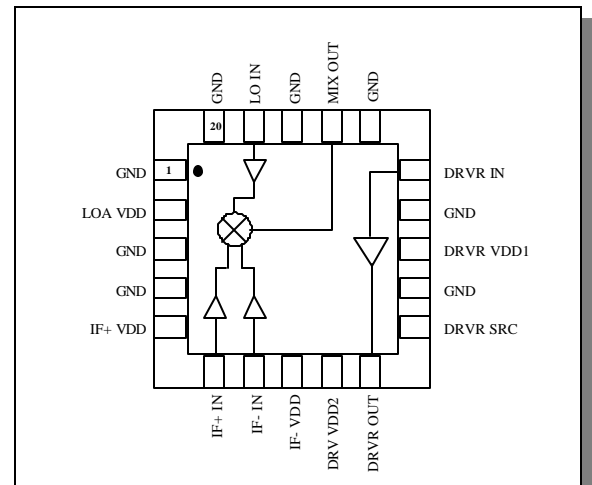 GND
LO IN
GND
MIX OUT
GND
20
GND
1
DRVR IN
LOA VDD
GND
GND
DRVR VDD1
GND
GND
IF+ VDD
DRVR SRC
IF+ IN
IF- IN
IF- VDD
DRV VDD2
DRVR OUT